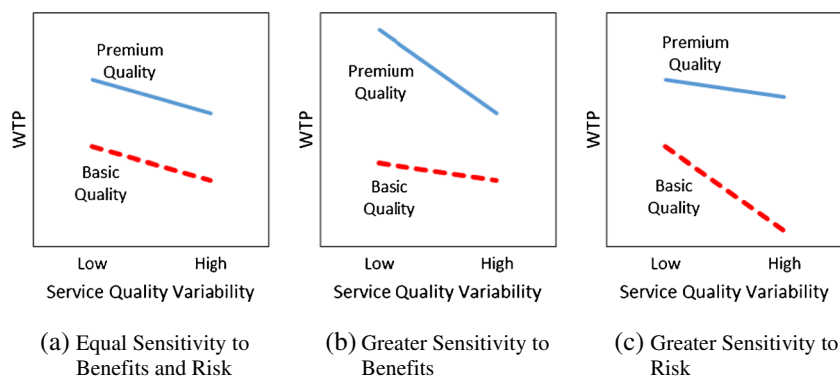 WTP
Premium
Quality
Basic
Quality
Low High
Service Quality Variability
(a) Equal Sensitivity to
Benefits and Risk
WTP
Premium
Quality
Basic
Quality
Low High
Service Quality Variability
(b) Greater Sensitivity to
Benefits
WTP
Premium
Quality
Basic
Quality
Low High
Service Quality Variability
(c) Greater Sensitivity to
Risk